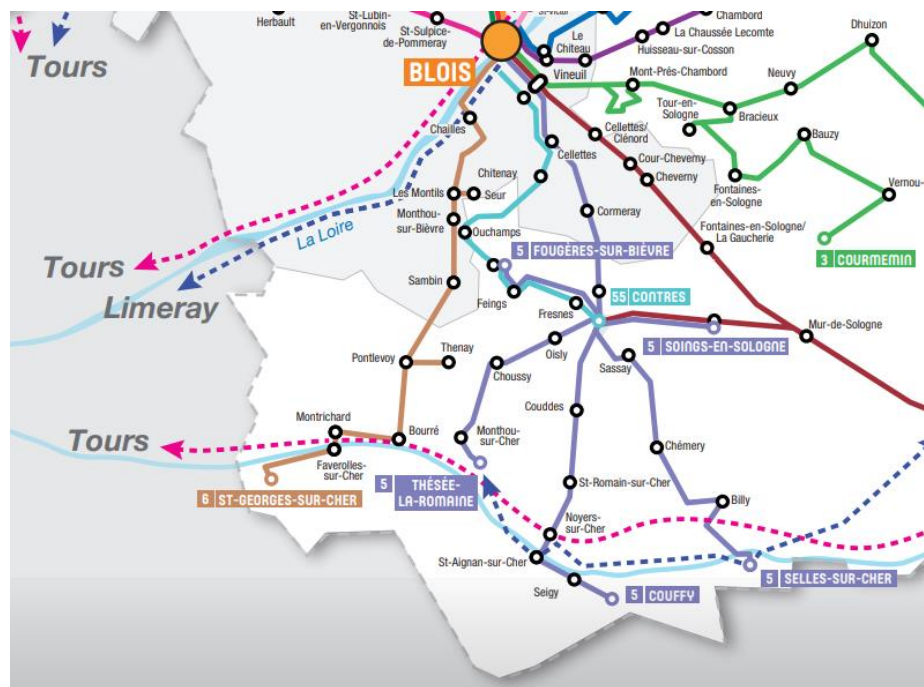 Herbault
St-Lubin-
en-Vergonnois
St-Sulpice-
de-Pommeray
Chambord
La Chaussée Lecomte
Huisseau-sur-Cosson
Le
Chiteau
Dhuizon
Tours
BLOIS
Vineuil
Mont-Prés-Chambord
Neuvy
Tour-en-
Sologne
Bracieux
Chailles
Cellettes/
Clénord
Bauzy
Cellettes
Chitenay
Cour-Cheverny
Cheverny
Les Montils
Seur
Fontaines-
en-Sologne
Vernou-
Monthou-
sur-Bièvre
Ouchamps
Cormeray
La Loire
Fontaines-en-Sologne/
La Gaucherie
5 FOUGÈRES-SUR-BIÈVRE
3 COURMEMIN
Tours
Limeray
Sambin
Feings
Fresnes
55 CONTRES
5 SOINGS-EN-SOLOGNE
Mur-de-Sologne
Oisly
Sassay
Pontlevoy
Thenay
Choussy
Couddes
Tours
Montrichard
Bourré
Monthou-
sur-Cher
Chémery
Faverolles-
sur-Cher
6 ST-GEORGES-SUR-CHER
5 THÉSÉE-
LA-ROMAINE
St-Romain-sur-Cher
Billy
Noyers-
sur-Cher
St-Aignan-sur-Cher
5 SELLES-SUR-CHER
Seigy
5 COUFFY